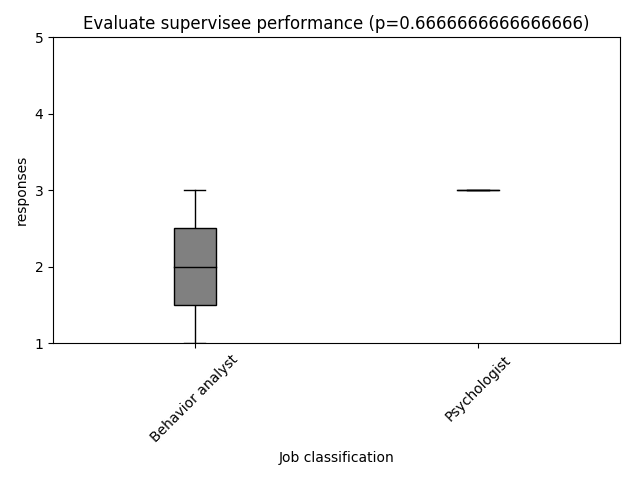 Evaluate supervisee performance (p=0.6666666666666666)
5
4
3
2
1
responses
Behavior analyst
Psychologist
Job classification